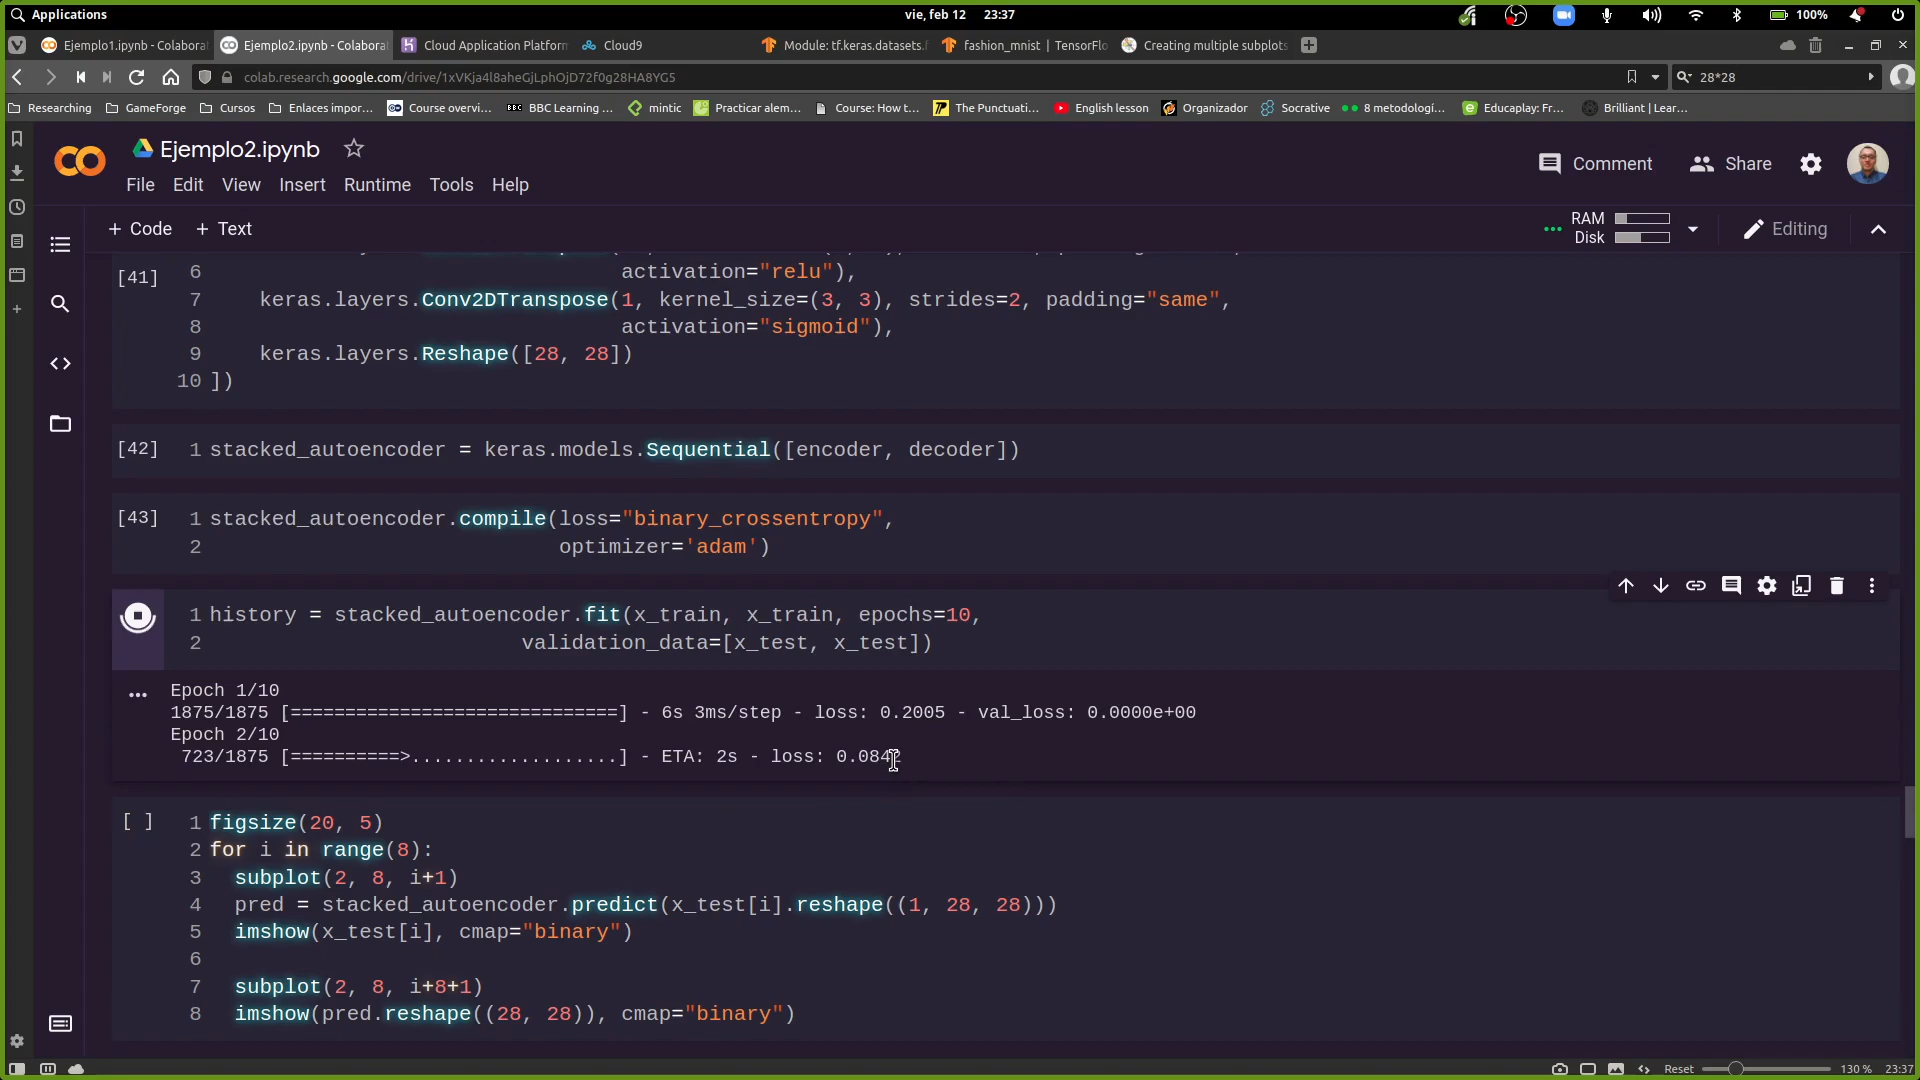 Applications
vie, feb 12 23:37
100%
Ejemplo1.ipynb - Colabora
Ejemplo2.ipynb - Colabora
Cloud Application Platform
Cloud9
Module: tf.keras.datasets.f
fashion_mnist | TensorFlo
Creating multiple subplots
colab.research.google.com/drive/1xVKja4l8aheGjLphOjD72f0g28HA8YG5
28*28
Researching
GameForge
Cursos
Enlaces impor...
Course overvi...
BBC Learning ...
mintic
Practicar alem...
Course: How t...
The Punctuati...
English lesson
Organizador
Socrative
8 metodologí...
Educaplay: Fr...
Brilliant | Lear...
Ejemplo2.ipynb
Comment
Share
File Edit View Insert Runtime Tools Help
+ Code + Text
RAM
Disk
Editing
[41]
6 activation="relu"),
7 keras.layers.Conv2DTranspose(1, kernel_size=(3, 3), strides=2, padding="same",
8 activation="sigmoid"),
9 keras.layers.Reshape([28, 28])
10 ])
[42] 1 stacked_autoencoder = keras.models.Sequential([encoder, decoder])
[43] 1 stacked_autoencoder.compile(loss="binary_crossentropy",
2 optimizer='adam')
1 history = stacked_autoencoder.fit(x_train, x_train, epochs=10,
2 validation_data=[x_test, x_test])
Epoch 1/10
1875/1875 [==============================] - 6s 3ms/step - loss: 0.2005 - val_loss: 0.0000e+00
Epoch 2/10
723/1875 [==========>...................] - ETA: 2s - loss: 0.0842
[ ] 1 figsize(20, 5)
2 for i in range(8):
3 subplot(2, 8, i+1)
4 pred = stacked_autoencoder.predict(x_test[i].reshape((1, 28, 28)))
5 imshow(x_test[i], cmap="binary")
6
7 subplot(2, 8, i+8+1)
8 imshow(pred.reshape((28, 28)), cmap="binary")
Reset
130 %
23:37